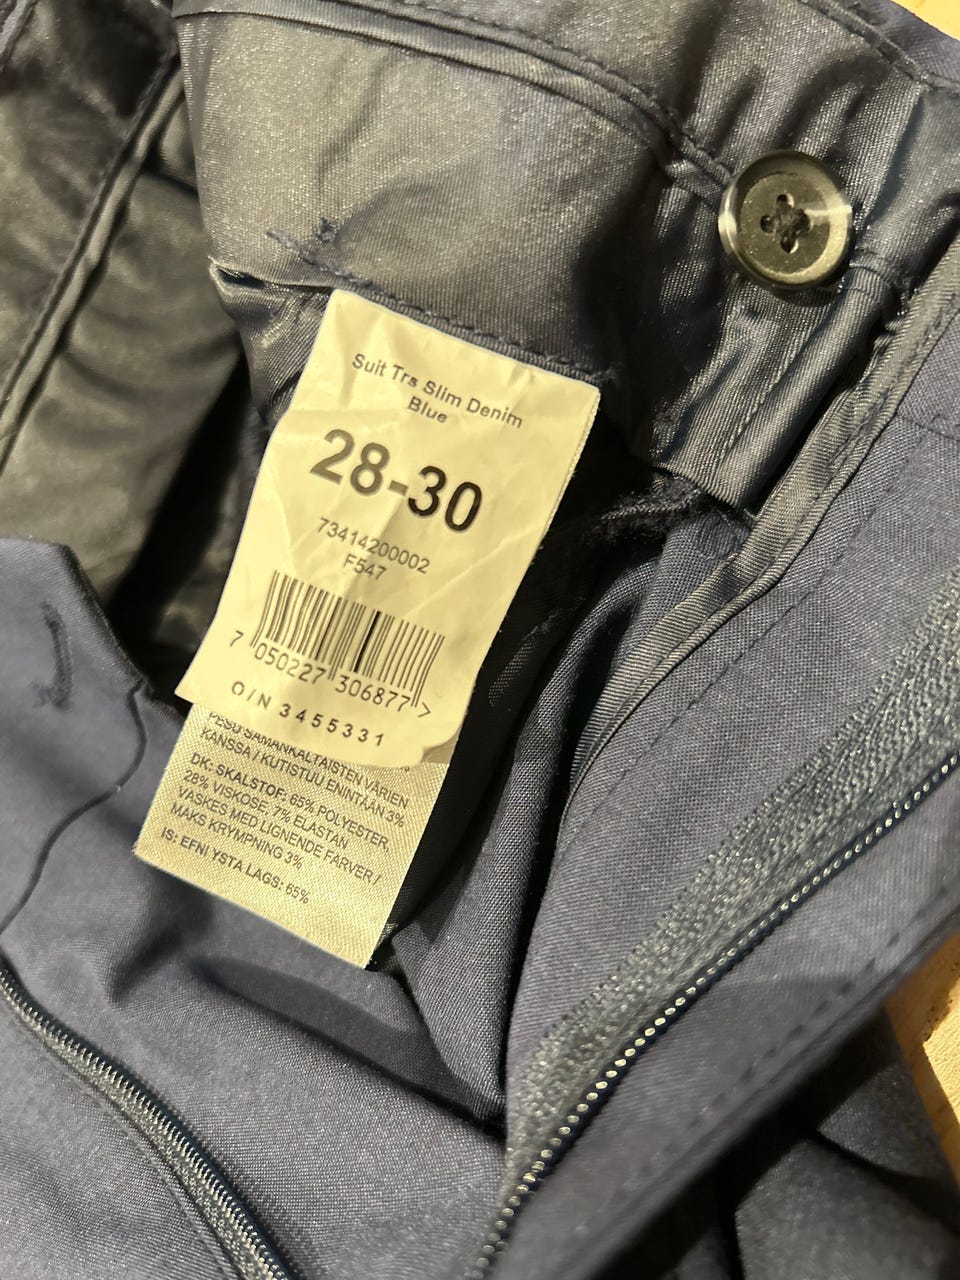 Suit Trs Slim Denim
Blue
28-30
73414200002
F547
7 050227 306877 >
O/N 3455331
PESU SAMANKALTAISTEN VÄRIEN
KANSSA / KUTISTUU ENINTÄÄN 3%
DK: SKALSTOF: 65% POLYESTER,
28% VISKOSE, 7% ELASTAN
VASKES MED LIGNENDE FARVER /
MAKS KRYMPNING 3%
IS: EFNI YSTA LAGS: 65%